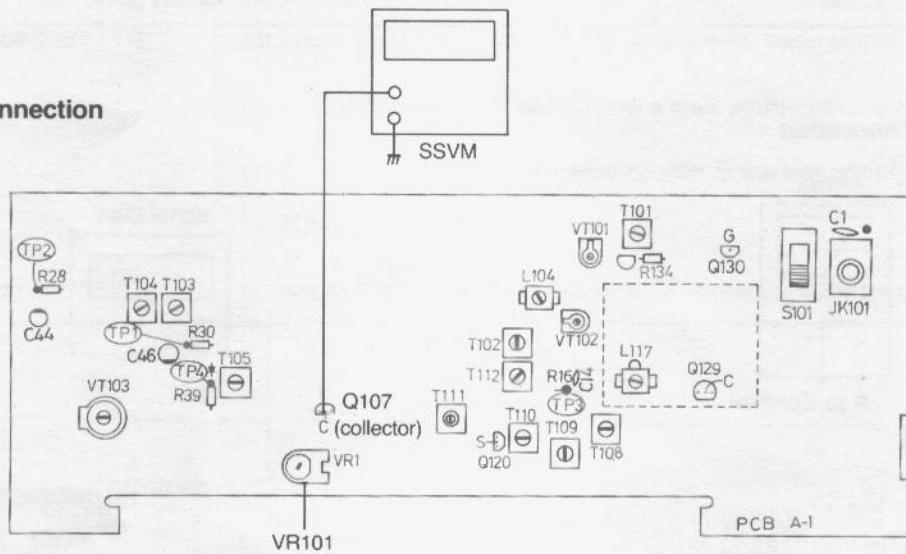 nnection
SSVM
TP2
R28
C44
T104 T103
TP1
R30
C46
TP4
T105
R39
VT103
Q107
C (collector)
VR1
VR101
T111
L104
VT101
T101
R134
G
Q130
S101
C1
JK101
VT102
T102
T112
R160
C174
TP3
L117
Q129
C
S
Q120
T110
T109
T108
PCB A-1